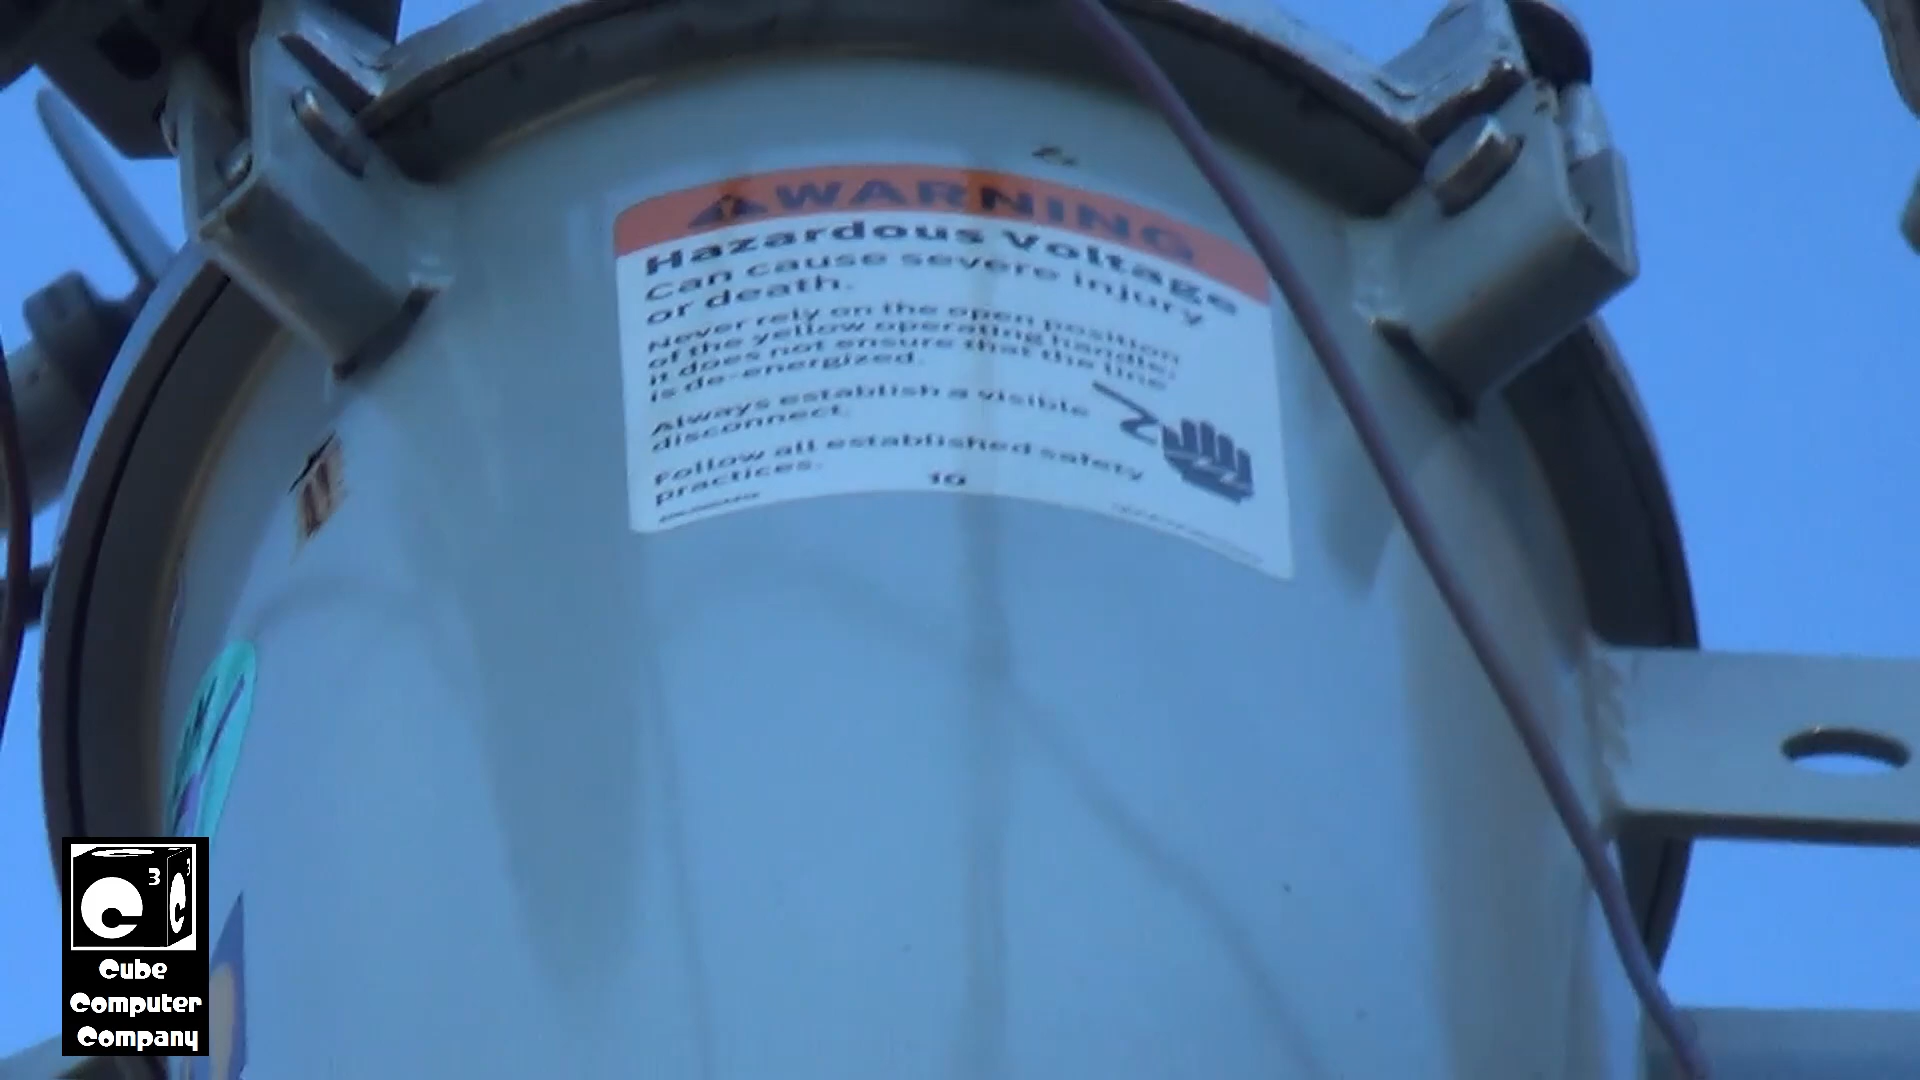 WARNING
Hazardous Voltage
Can cause severe injury
or death.
Never rely on the open position
of the yellow operating handle;
it does not ensure that the line
is de-energized.
Always establish a visible
disconnect.
Follow all established safety
practices.
10
C3
C3
Cube
Computer
Company